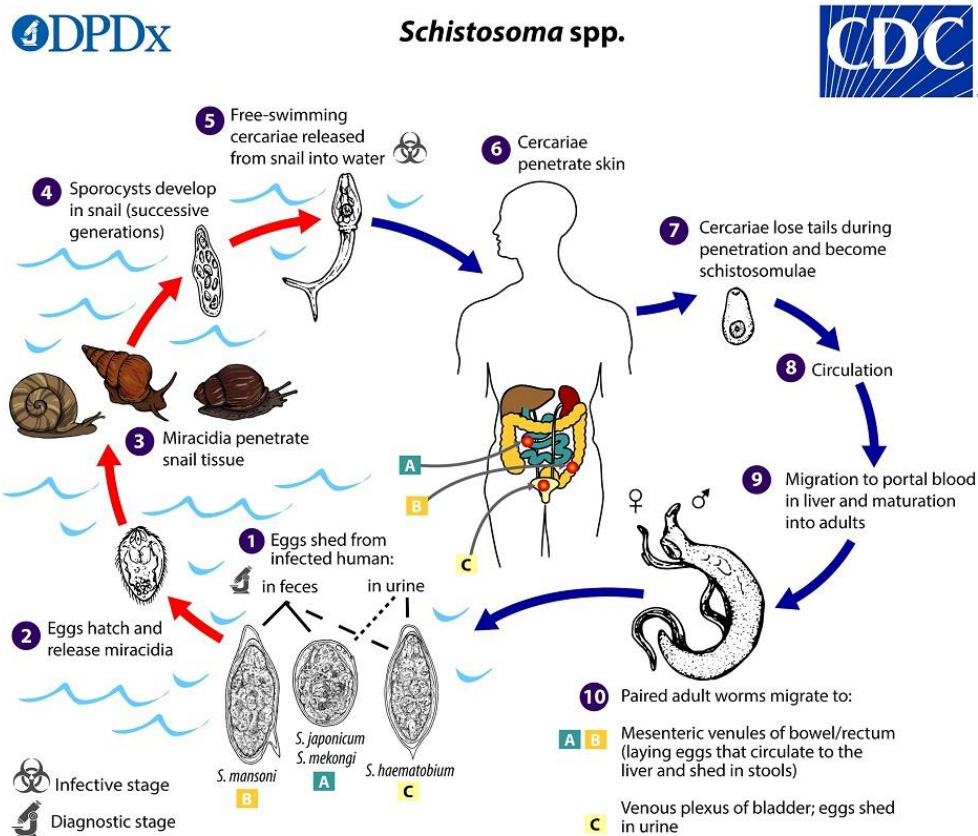 DPDx
Schistosoma spp.
CDC
5 Free-swimming
cercariae released
from snail into water
6 Cercariae
penetrate skin
4 Sporocysts develop
in snail (successive
generations)
7 Cercariae lose tails during
penetration and become
schistosomulae
8 Circulation
3 Miracidia penetrate
snail tissue
A
B
C
9 Migration to portal blood
in liver and maturation
into adults
♀ ♂
1 Eggs shed from
infected human:
in feces in urine
2 Eggs hatch and
release miracidia
S. mansoni
B
S. japonicum
S. mekongi
A
S. haematobium
C
10 Paired adult worms migrate to:
A B Mesenteric venules of bowel/rectum
(laying eggs that circulate to the
liver and shed in stools)
C Venous plexus of bladder; eggs shed
in urine
Infective stage
Diagnostic stage